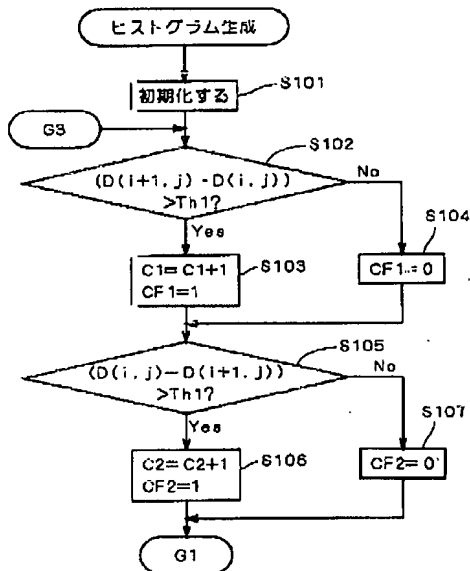 ヒストグラム生成
初期化する
S101
G3
S102
(D(i+1, j) -D(i, j))
>Th1?
No
Yes
S104
C1= C1+1
CF1=1
S103
CF1= 0
S105
(D(i, j)-D(i+1, j))
>Th1?
No
Yes
S107
C2= C2+1
CF2=1
S106
CF2= 0
G1